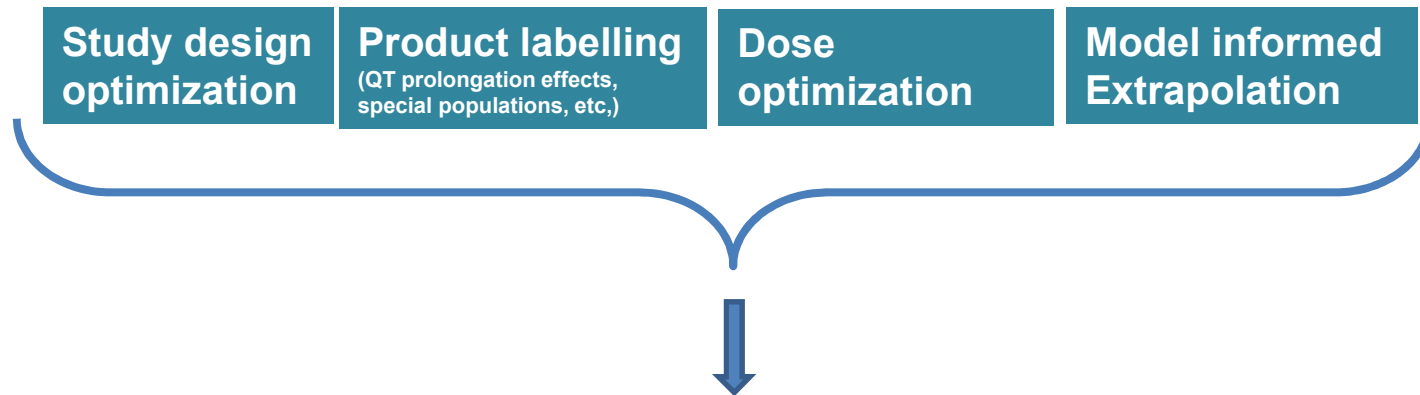 Study design
optimization
Product labelling
(QT prolongation effects,
special populations, etc,)
Dose
optimization
Model informed
Extrapolation